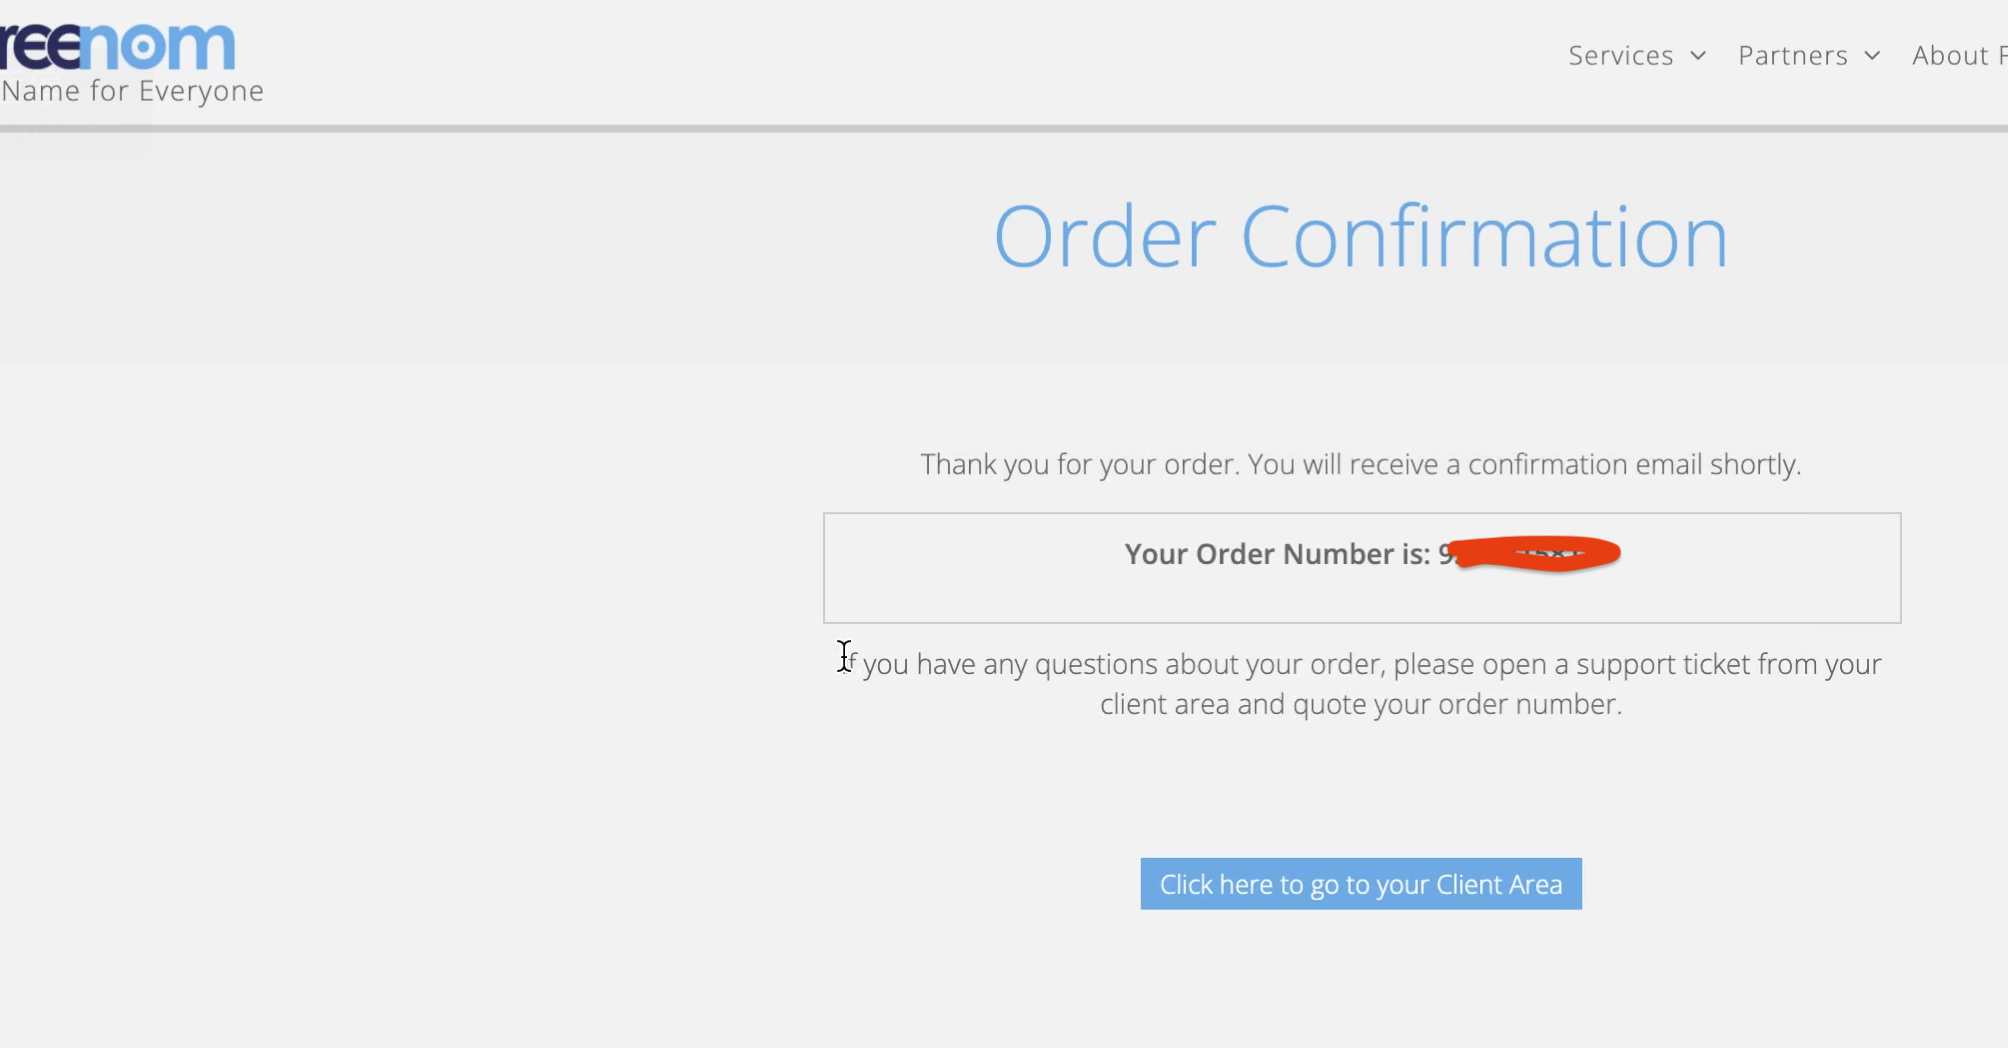 reenom
Name for Everyone
Services
Partners
About F
Order Confirmation
Thank you for your order. You will receive a confirmation email shortly.
Your Order Number is: 9
If you have any questions about your order, please open a support ticket from your
client area and quote your order number.
Click here to go to your Client Area